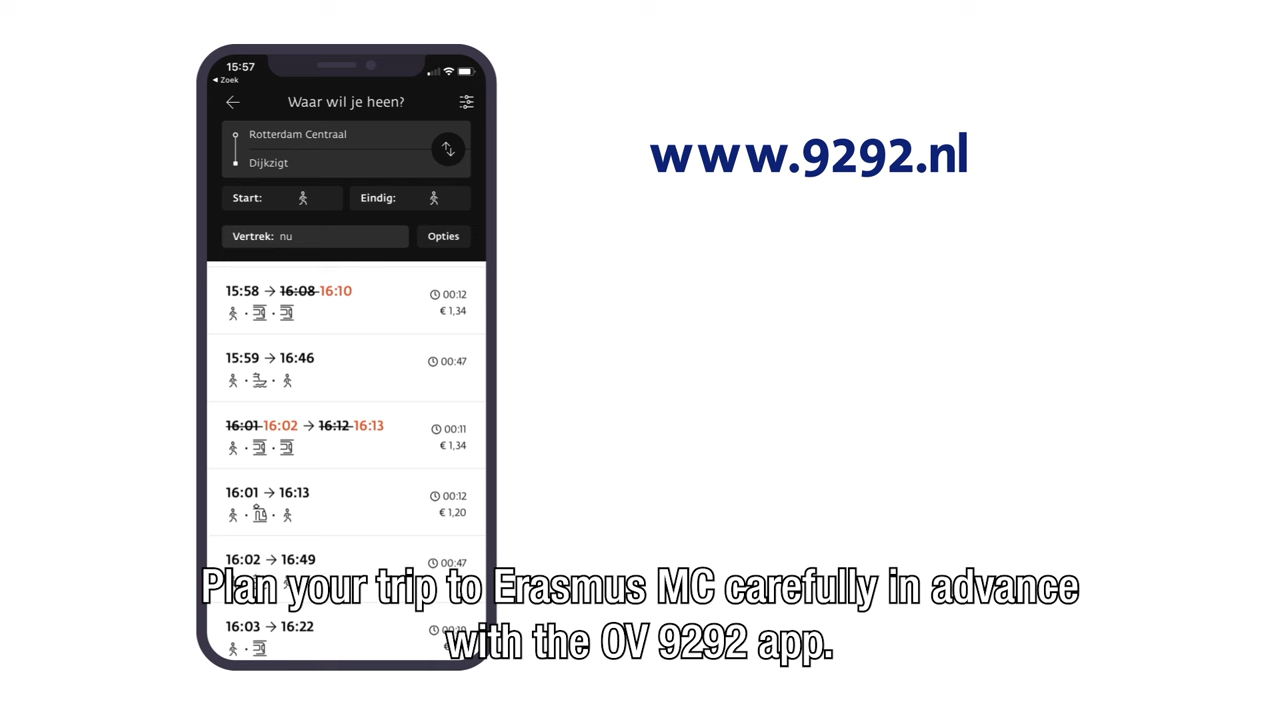 15:57
Zoek
Waar wil je heen?
Rotterdam Centraal
Dijkzigt
Start:
Eindig:
Vertrek: nu
Opties
15:58 → 16:08 16:10
00:12
€ 1,34
15:59 → 16:46
00:47
16:01 16:02 → 16:12 16:13
00:11
€ 1,34
16:01 → 16:13
00:12
€ 1,20
16:02 → 16:49
00:47
16:03 → 16:22
www.9292.nl
Plan your trip to Erasmus MC carefully in advance
with the OV 9292 app.